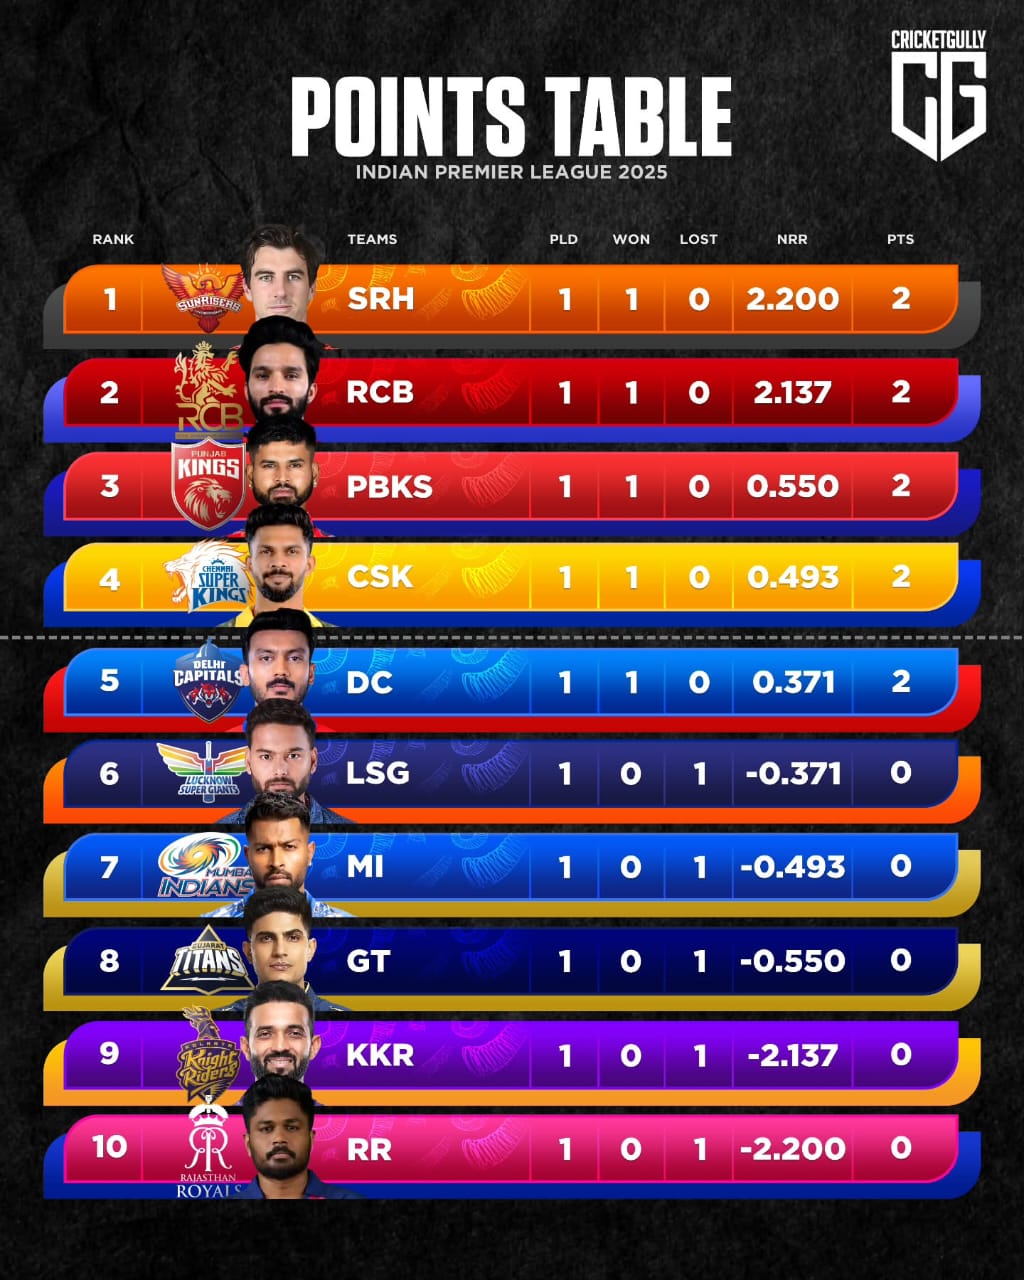 CRICKETGULLY
CG
POINTS TABLE
INDIAN PREMIER LEAGUE 2025
RANK TEAMS PLD WON LOST NRR PTS
1 SUNRISERS SRH 1 1 0 2.200 2
2 RCB RCB 1 1 0 2.137 2
3 PUNJAB KINGS PBKS 1 1 0 0.550 2
4 CHENNAI SUPER KINGS CSK 1 1 0 0.493 2
5 DELHI CAPITALS DC 1 1 0 0.371 2
6 LUCKNOW SUPER GIANTS LSG 1 0 1 -0.371 0
7 MUMBAI INDIANS MI 1 0 1 -0.493 0
8 GUJARAT TITANS GT 1 0 1 -0.550 0
9 KOLKATA Knight Riders KKR 1 0 1 -2.137 0
10 RR RAJASTHAN ROYALS RR 1 0 1 -2.200 0